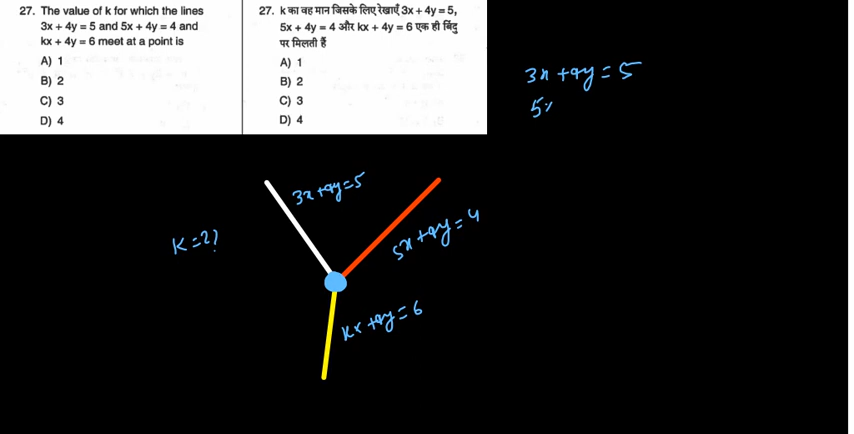 27. The value of k for which the lines
3x + 4y = 5 and 5x + 4y = 4 and
kx + 4y = 6 meet at a point is
A) 1
B) 2
C) 3
D) 4
27. k का वह मान जिसके लिए रेखाएँ 3x + 4y = 5,
5x + 4y = 4 और kx + 4y = 6 एक ही बिंदु
पर मिलती हैं
A) 1
B) 2
C) 3
D) 4
3x + 4y = 5
5x
3x + 4y = 5
5x + 4y = 4
K = ??
kx + 4y = 6